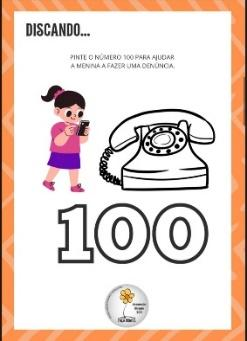 DISCANDO...
PINTE O NÚMERO 100 PARA AJUDAR
A MENINA A FAZER UMA DENÚNCIA.
100